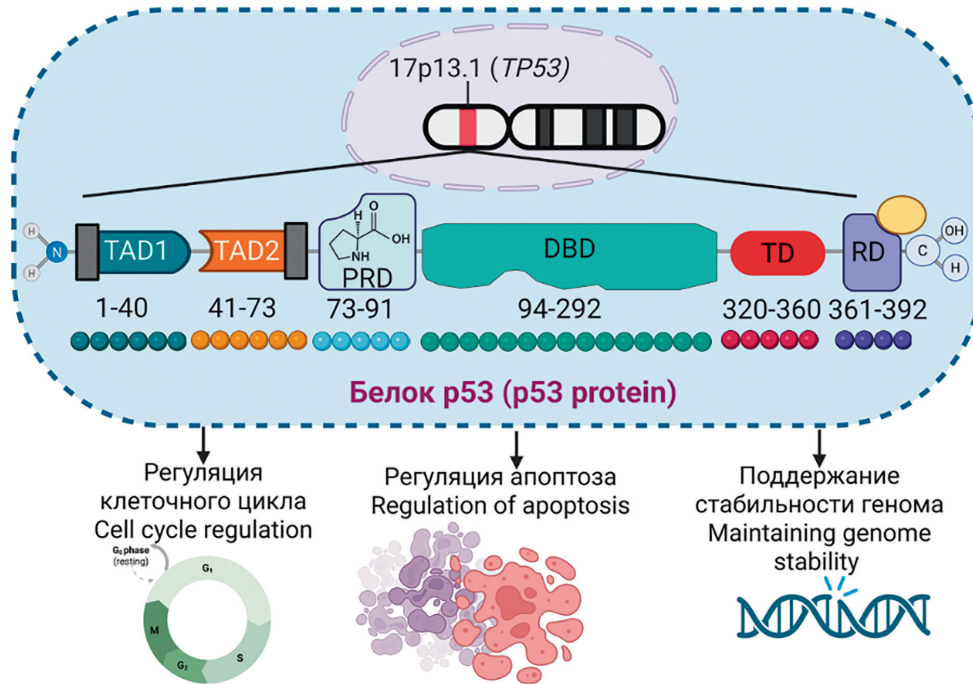 17p13.1 (TP53)
H
N
H
TAD1
TAD2
H
O
OH
NH
PRD
DBD
TD
RD
C
OH
H
1-40
41-73
73-91
94-292
320-360
361-392
Белок p53 (p53 protein)
Регуляция
клеточного цикла
Cell cycle regulation
G₀ phase
(resting)
G₁
M
G₂
S
Регуляция апоптоза
Regulation of apoptosis
Поддержание
стабильности генома
Maintaining genome
stability